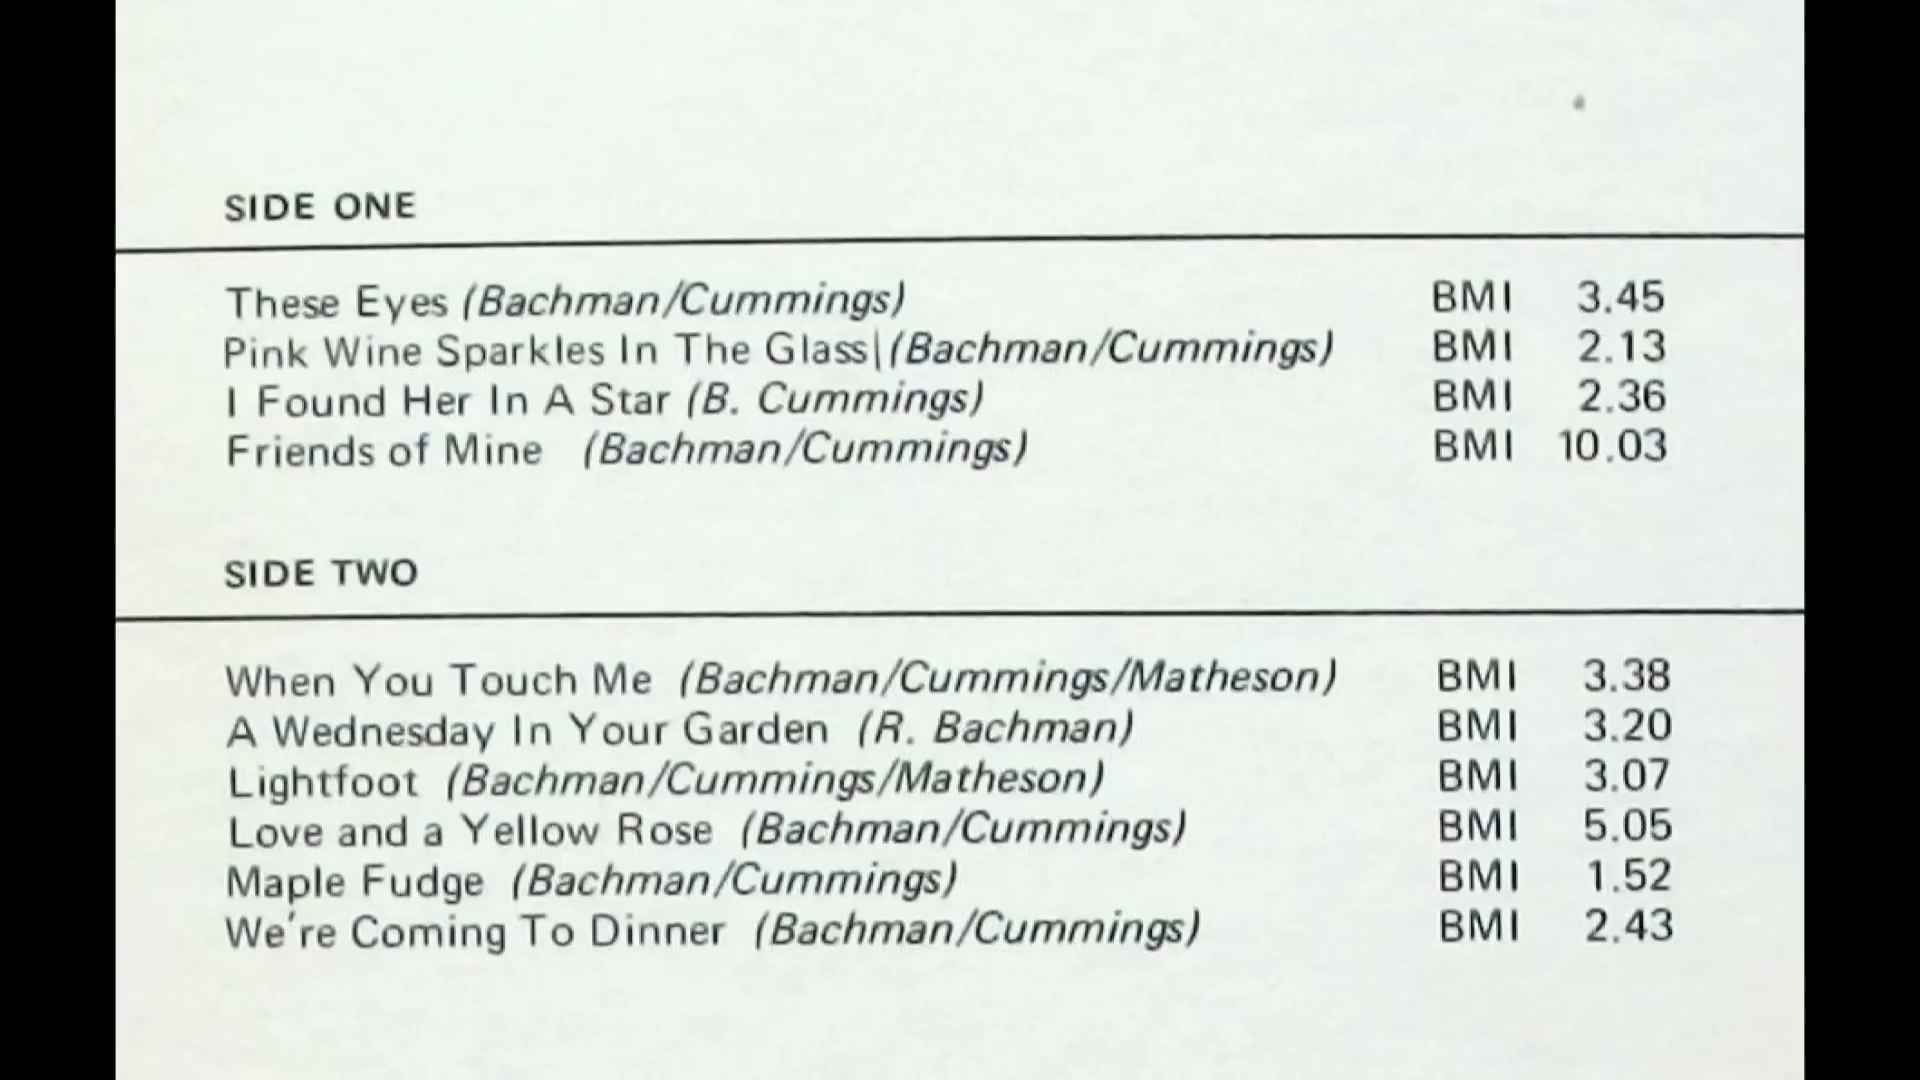 SIDE ONE
These Eyes (Bachman/Cummings) BMI 3.45
Pink Wine Sparkles In The Glass (Bachman/Cummings) BMI 2.13
I Found Her In A Star (B. Cummings) BMI 2.36
Friends of Mine (Bachman/Cummings) BMI 10.03
SIDE TWO
When You Touch Me (Bachman/Cummings/Matheson) BMI 3.38
A Wednesday In Your Garden (R. Bachman) BMI 3.20
Lightfoot (Bachman/Cummings/Matheson) BMI 3.07
Love and a Yellow Rose (Bachman/Cummings) BMI 5.05
Maple Fudge (Bachman/Cummings) BMI 1.52
We're Coming To Dinner (Bachman/Cummings) BMI 2.43